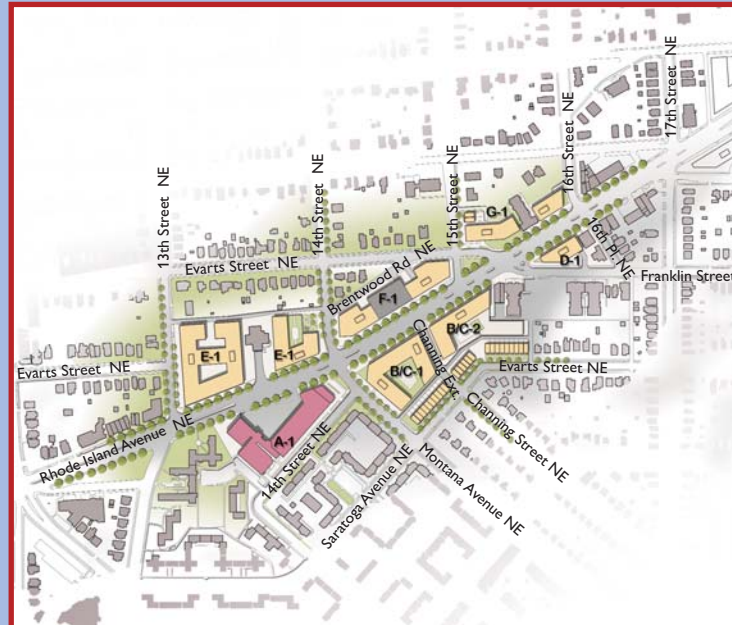 17th Street NE
16th Street NE
15th Street NE
14th Street NE
13th Street NE
G-1
16th Pl. NE
Evarts Street NE
Brentwood Rd NE
D-1
Franklin Street
F-1
B/C-2
E-1
E-1
Channing Ext.
Evarts Street NE
B/C-1
Evarts Street NE
Channing Street NE
Rhode Island Avenue NE
A-1
14th Street NE
Saratoga Avenue NE
Montana Avenue NE